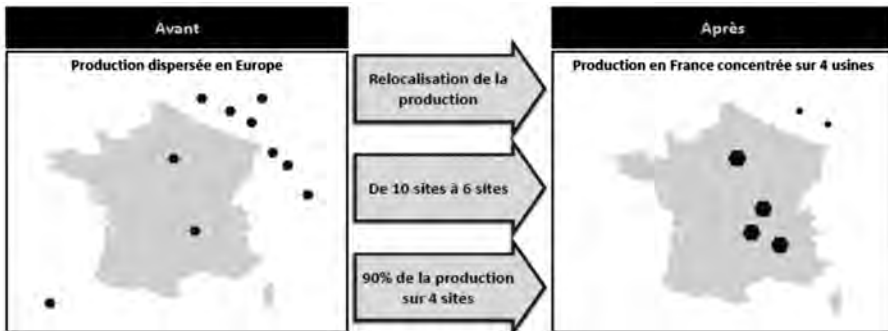 Avant
Production dispersée en Europe
Relocalisation de la
production
De 10 sites à 6 sites
90% de la production
sur 4 sites
Après
Production en France concentrée sur 4 usines